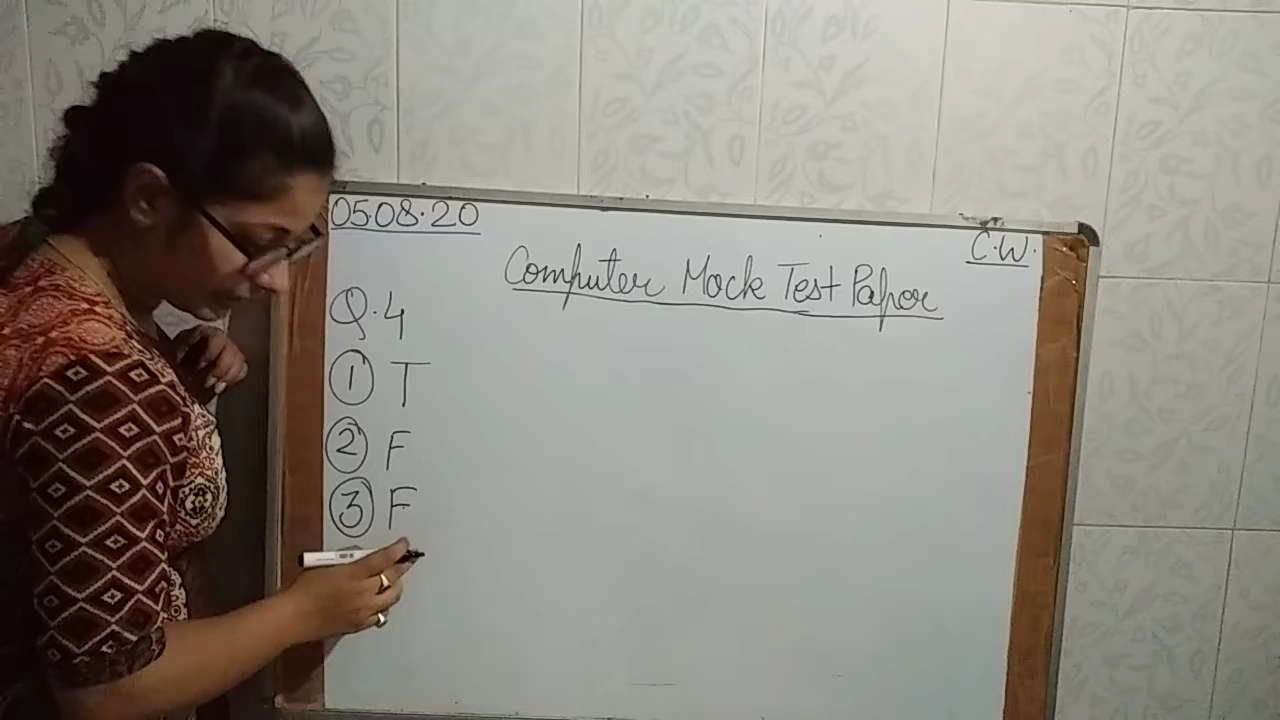 05.08.20
C.W.
Computer Mock Test Paper
Q.4
① T
② F
③ F